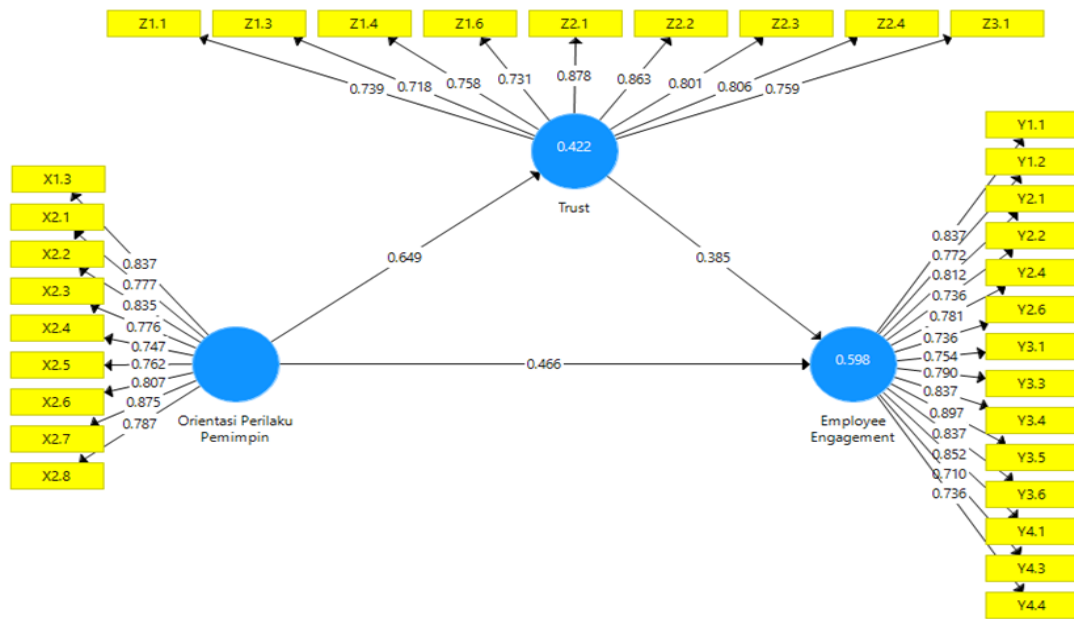 Z1.1 Z1.3 Z1.4 Z1.6 Z2.1 Z2.2 Z2.3 Z2.4 Z3.1
0.739 0.718 0.758 0.731 0.878 0.863 0.801 0.806 0.759
0.422
Trust
X1.3
X2.1
X2.2
X2.3
X2.4
X2.5
X2.6
X2.7
X2.8
0.837
0.777
0.835
0.776
0.747
0.762
0.807
0.875
0.787
Orientasi Perilaku
Pemimpin
0.649
0.385
0.466
0.598
Employee
Engagement
0.837
0.772
0.812
0.736
0.781
0.736
0.754
0.790
0.837
0.897
0.837
0.852
0.710
0.736
Y1.1
Y1.2
Y2.1
Y2.2
Y2.4
Y2.6
Y3.1
Y3.3
Y3.4
Y3.5
Y3.6
Y4.1
Y4.3
Y4.4